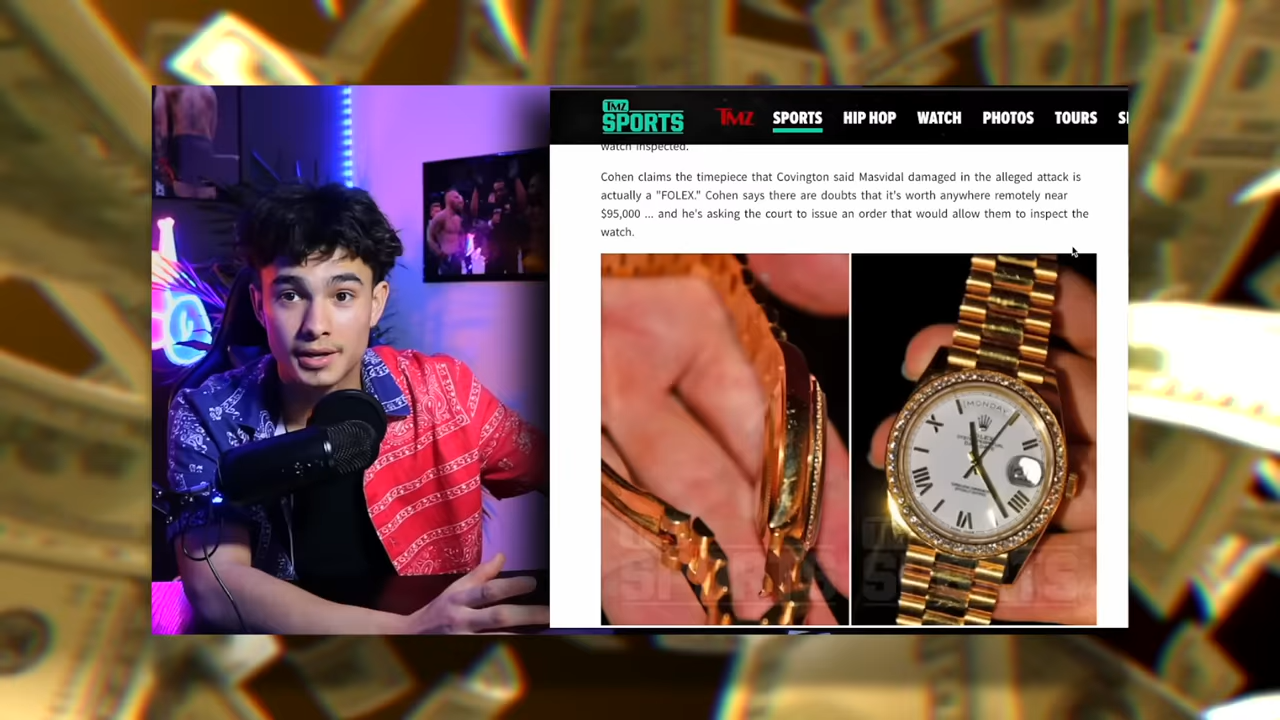 TMZ
SPORTS
TMZ SPORTS HIP HOP WATCH PHOTOS TOURS
watch inspected.
Cohen claims the timepiece that Covington said Masvidal damaged in the alleged attack is
actually a "FOLEX." Cohen says there are doubts that it's worth anywhere remotely near
$95,000 ... and he's asking the court to issue an order that would allow them to inspect the
watch.
MONDAY